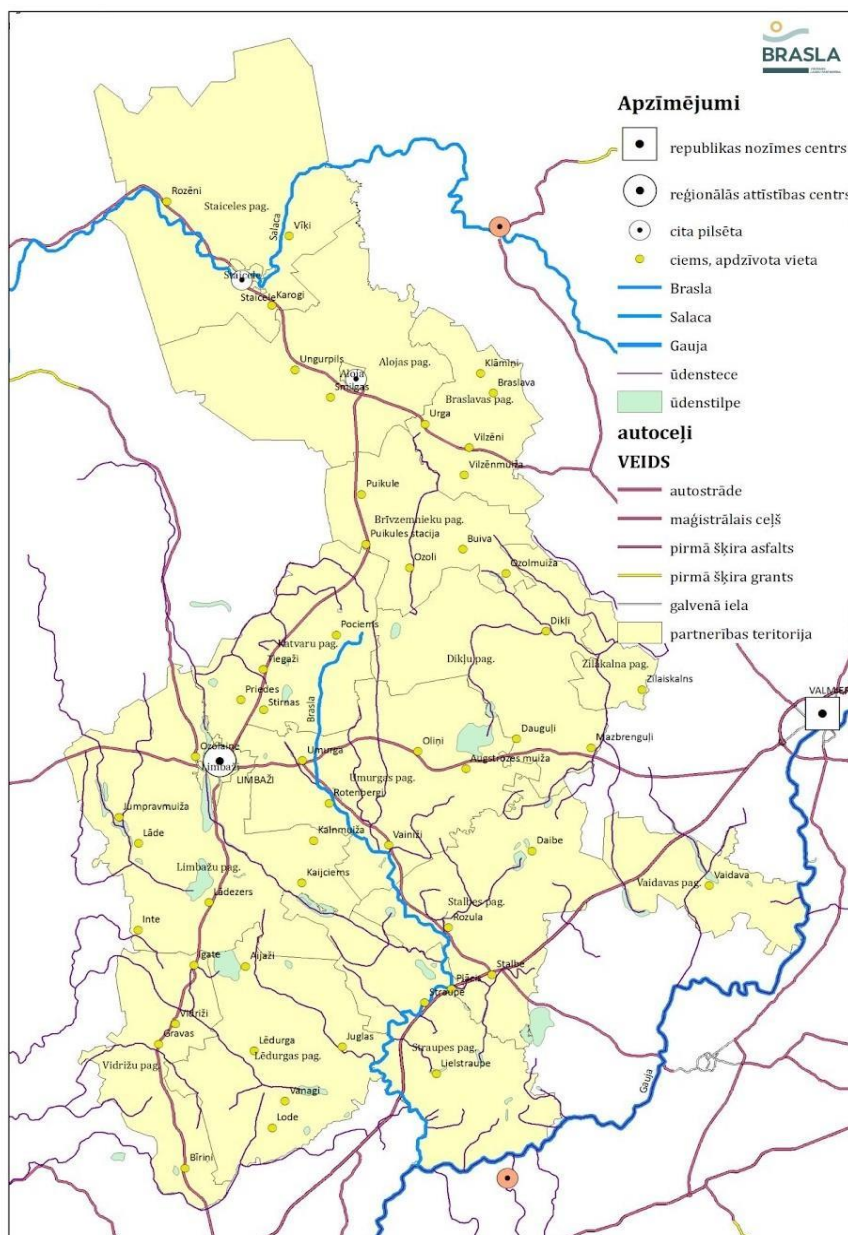 BRASLA
Apzīmējumi
republikas nozīmes centrs
reģionālās attīstības centrs
cita pilsēta
ciems, apdzīvota vieta
Brasla
Salaca
Gauja
ūdenstece
ūdenstilpe
autoceļi
VEIDS
autostrāde
maģistrālais ceļš
pirmā šķira asfalts
pirmā šķira grants
galvenā iela
partnerības teritorija
Rozēni
Staiceles pag.
Salaca
Vīķi
Staicele
Staicele
Karogi
Ungurpils
Aloja
Alojas pag.
Smilgas
Klāmiņi
Braslava
Braslavas pag.
Urga
Vilzēni
Vilzēnmuiža
Puikule
Brīvzemnieku pag.
Puikules stacija
Buiva
Ozoli
Ozolmuiža
Pociems
Katvaru pag.
Dikļi
Dikļu pag.
Zilākalna pag.
Tiegaži
Zilaiskalns
Priedes
Stirnas
Brasla
VALMIER
Ozolaine
Limbaži
LIMBAŽI
Umurga
Oliņi
Dauguļi
Mazbrenguļi
Augstrozes muiža
Umurgas pag.
Rotenbergi
Jumpravmuiža
Lāde
Kalnmuiža
Vainiži
Daibe
Limbažu pag.
Kaijciems
Vaidavas pag.
Vaidava
Lādezers
Stalbes pag.
Rozula
Inte
Igate
Aijaži
Stalbe
Plācis
Straupe
Vidriži
Gravas
Lēdurga
Lēdurgas pag.
Juglas
Straupes pag.
Vidrižu pag.
Lielstraupe
Gauja
Vanagi
Lode
Bīriņi